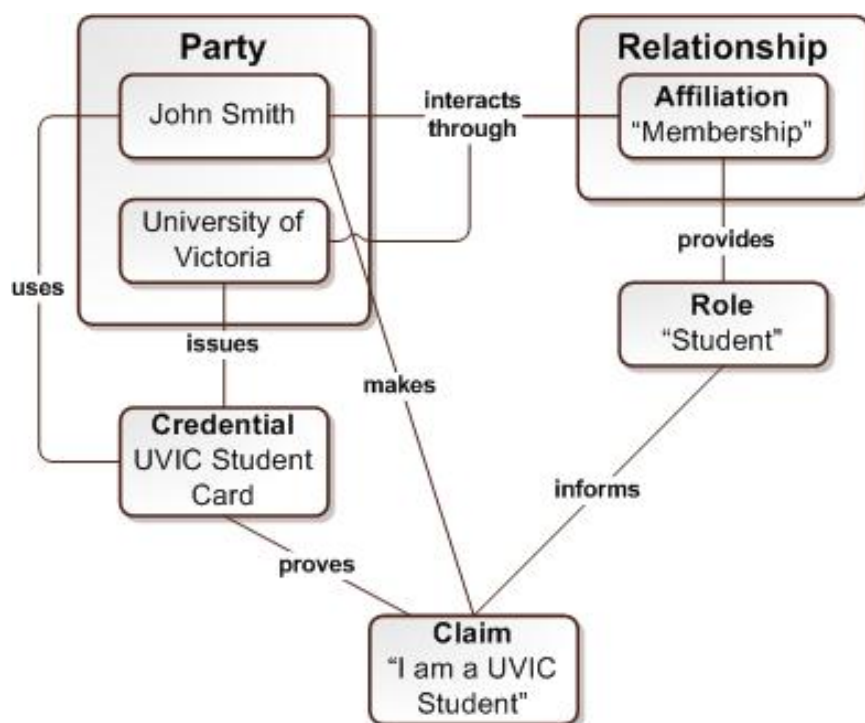 Party
Relationship
John Smith
interacts
through
Affiliation
“Membership”
University of
Victoria
provides
uses
Role
“Student”
issues
makes
Credential
UVIC Student
Card
informs
proves
Claim
“I am a UVIC
Student”